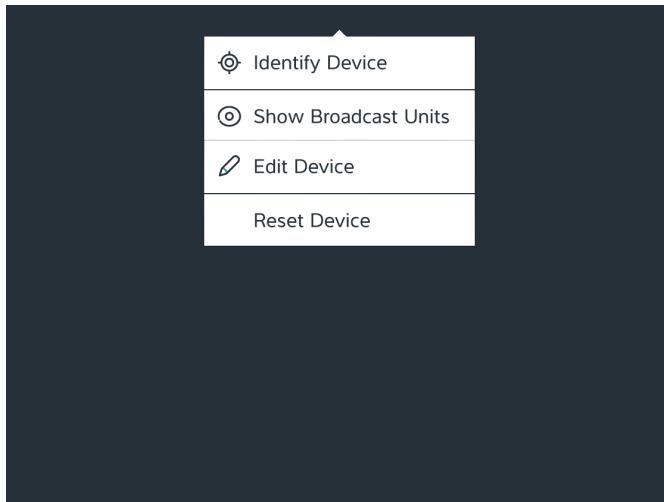 Identify Device
Show Broadcast Units
Edit Device
Reset Device